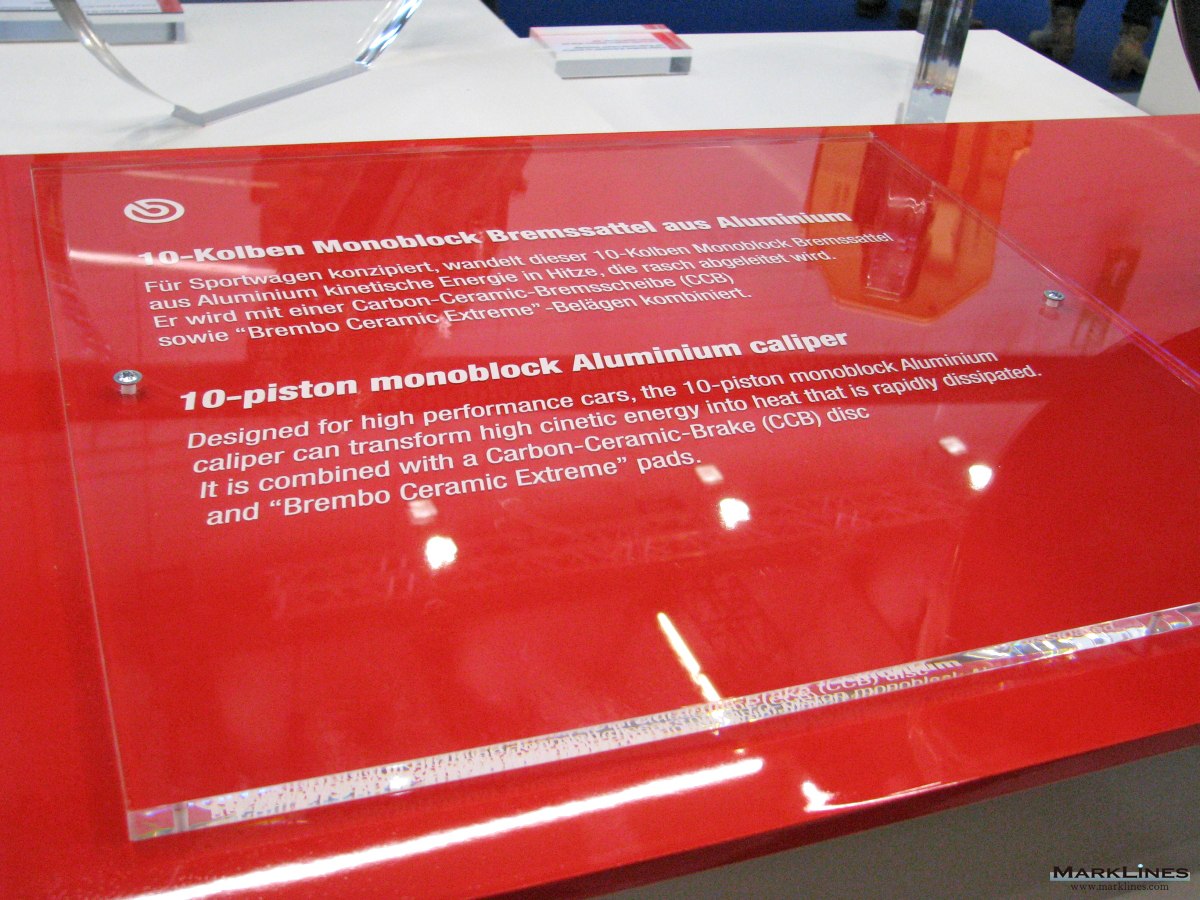 10-Kolben Monoblock Bremssattel aus Aluminium
Für Sportwagen konzipiert, wandelt dieser 10-Kolben Monoblock Bremssattel
aus Aluminium kinetische Energie in Hitze, die rasch abgeleitet wird.
Er wird mit einer Carbon-Ceramic-Bremsscheibe (CCB)
sowie “Brembo Ceramic Extreme” -Belägen kombiniert.
10-piston monoblock Aluminium caliper
Designed for high performance cars, the 10-piston monoblock Aluminium
caliper can transform high cinetic energy into heat that is rapidly dissipated.
It is combined with a Carbon-Ceramic-Brake (CCB) disc
and “Brembo Ceramic Extreme” pads.
MARKLINES
www.marklines.com